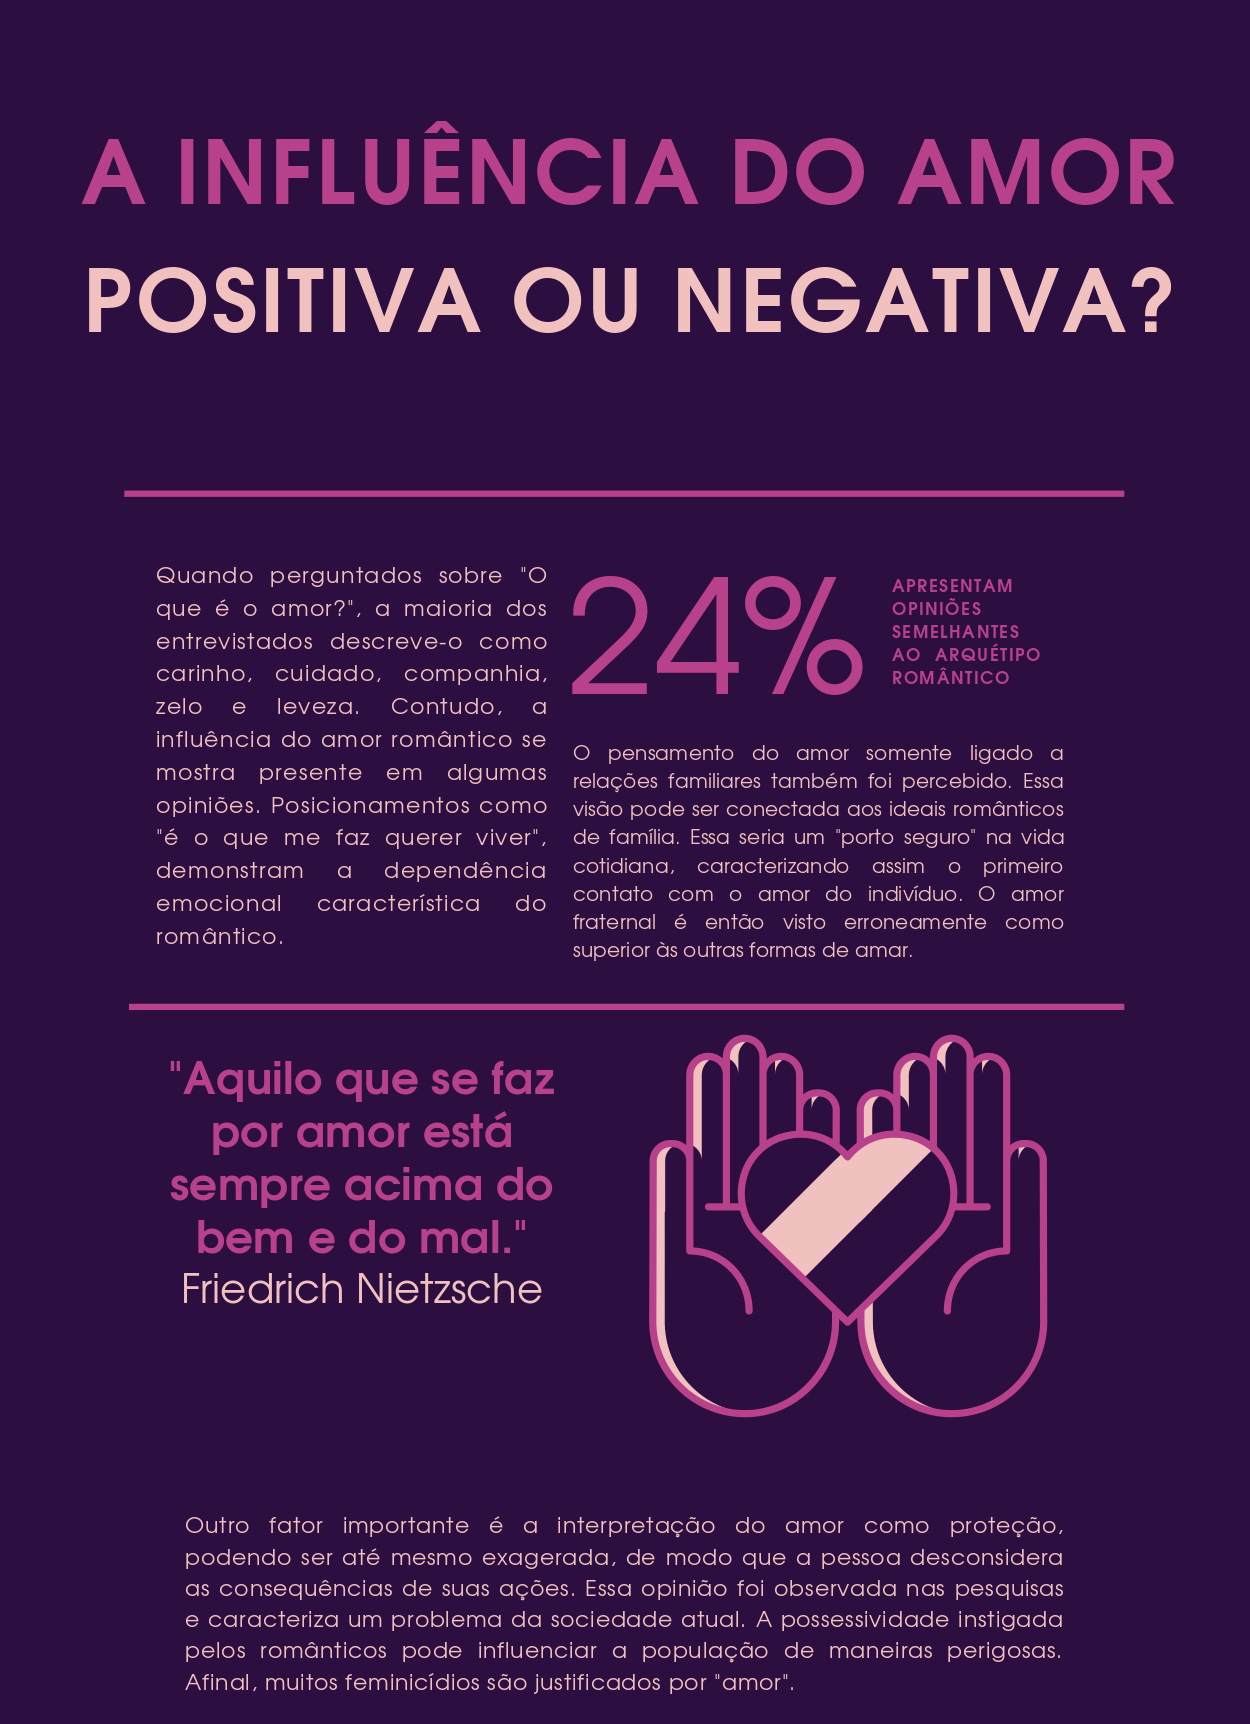 A INFLUÊNCIA DO AMOR
POSITIVA OU NEGATIVA?
Quando perguntados sobre "O
que é o amor?", a maioria dos
entrevistados descreve-o como
carinho, cuidado, companhia,
zelo e leveza. Contudo, a
influência do amor romântico se
mostra presente em algumas
opiniões. Posicionamentos como
"é o que me faz querer viver",
demonstram a dependência
emocional característica do
romântico.
24%
APRESENTAM
OPINIÕES
SEMELHANTES
AO ARQUÉTIPO
ROMÂNTICO
O pensamento do amor somente ligado a
relações familiares também foi percebido. Essa
visão pode ser conectada aos ideais românticos
de família. Essa seria um "porto seguro" na vida
cotidiana, caracterizando assim o primeiro
contato com o amor do indivíduo. O amor
fraternal é então visto erroneamente como
superior às outras formas de amar.
"Aquilo que se faz
por amor está
sempre acima do
bem e do mal."
Friedrich Nietzsche
Outro fator importante é a interpretação do amor como proteção,
podendo ser até mesmo exagerada, de modo que a pessoa desconsidera
as consequências de suas ações. Essa opinião foi observada nas pesquisas
e caracteriza um problema da sociedade atual. A possessividade instigada
pelos românticos pode influenciar a população de maneiras perigosas.
Afinal, muitos feminicídios são justificados por "amor".